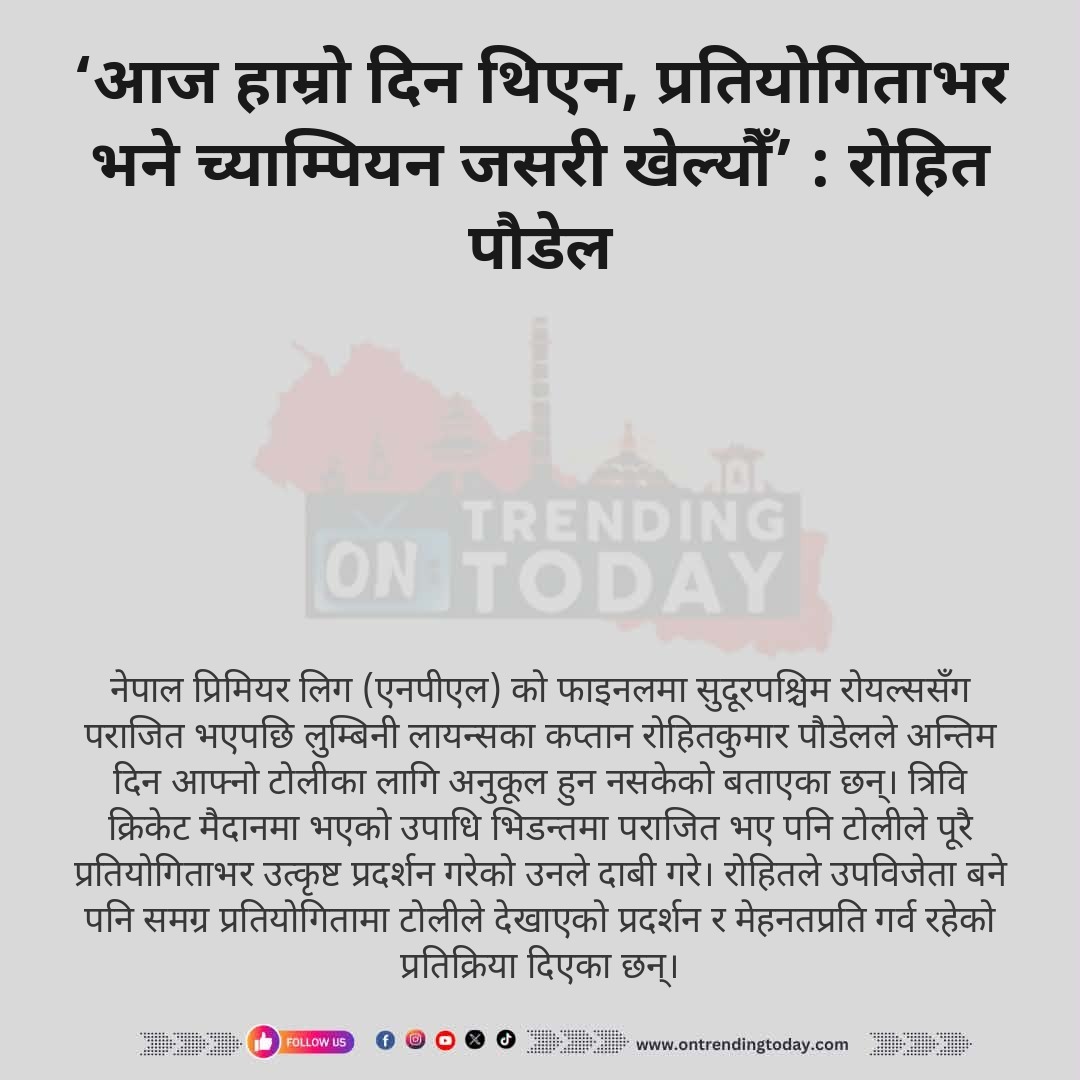 ‘आज हाम्रो दिन थिएन, प्रतियोगिताभर
भने च्याम्पियन जसरी खेल्यौँ’ : रोहित
पौडेल
TRENDING
ON TODAY
नेपाल प्रिमियर लिग (एनपीएल) को फाइनलमा सुदूरपश्चिम रोयल्ससँग
पराजित भएपछि लुम्बिनी लायन्सका कप्तान रोहितकुमार पौडेलले अन्तिम
दिन आफ्नो टोलीका लागि अनुकूल हुन नसकेको बताएका छन्। त्रिवि
क्रिकेट मैदानमा भएको उपाधि भिडन्तमा पराजित भए पनि टोलीले पूरै
प्रतियोगिताभर उत्कृष्ट प्रदर्शन गरेको उनले दाबी गरे। रोहितले उपविजेता बने
पनि समग्र प्रतियोगितामा टोलीले देखाएको प्रदर्शन र मेहनतप्रति गर्व रहेको
प्रतिक्रिया दिएका छन्।
FOLLOW US www.ontrendingtoday.com